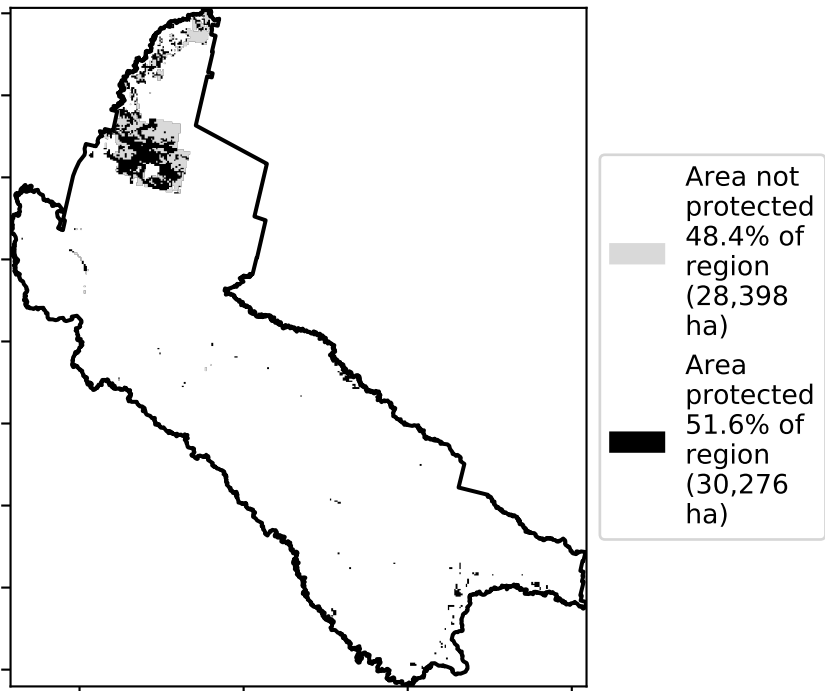 Area not
protected
48.4% of
region
(28,398
ha)
Area
protected
51.6% of
region
(30,276
ha)